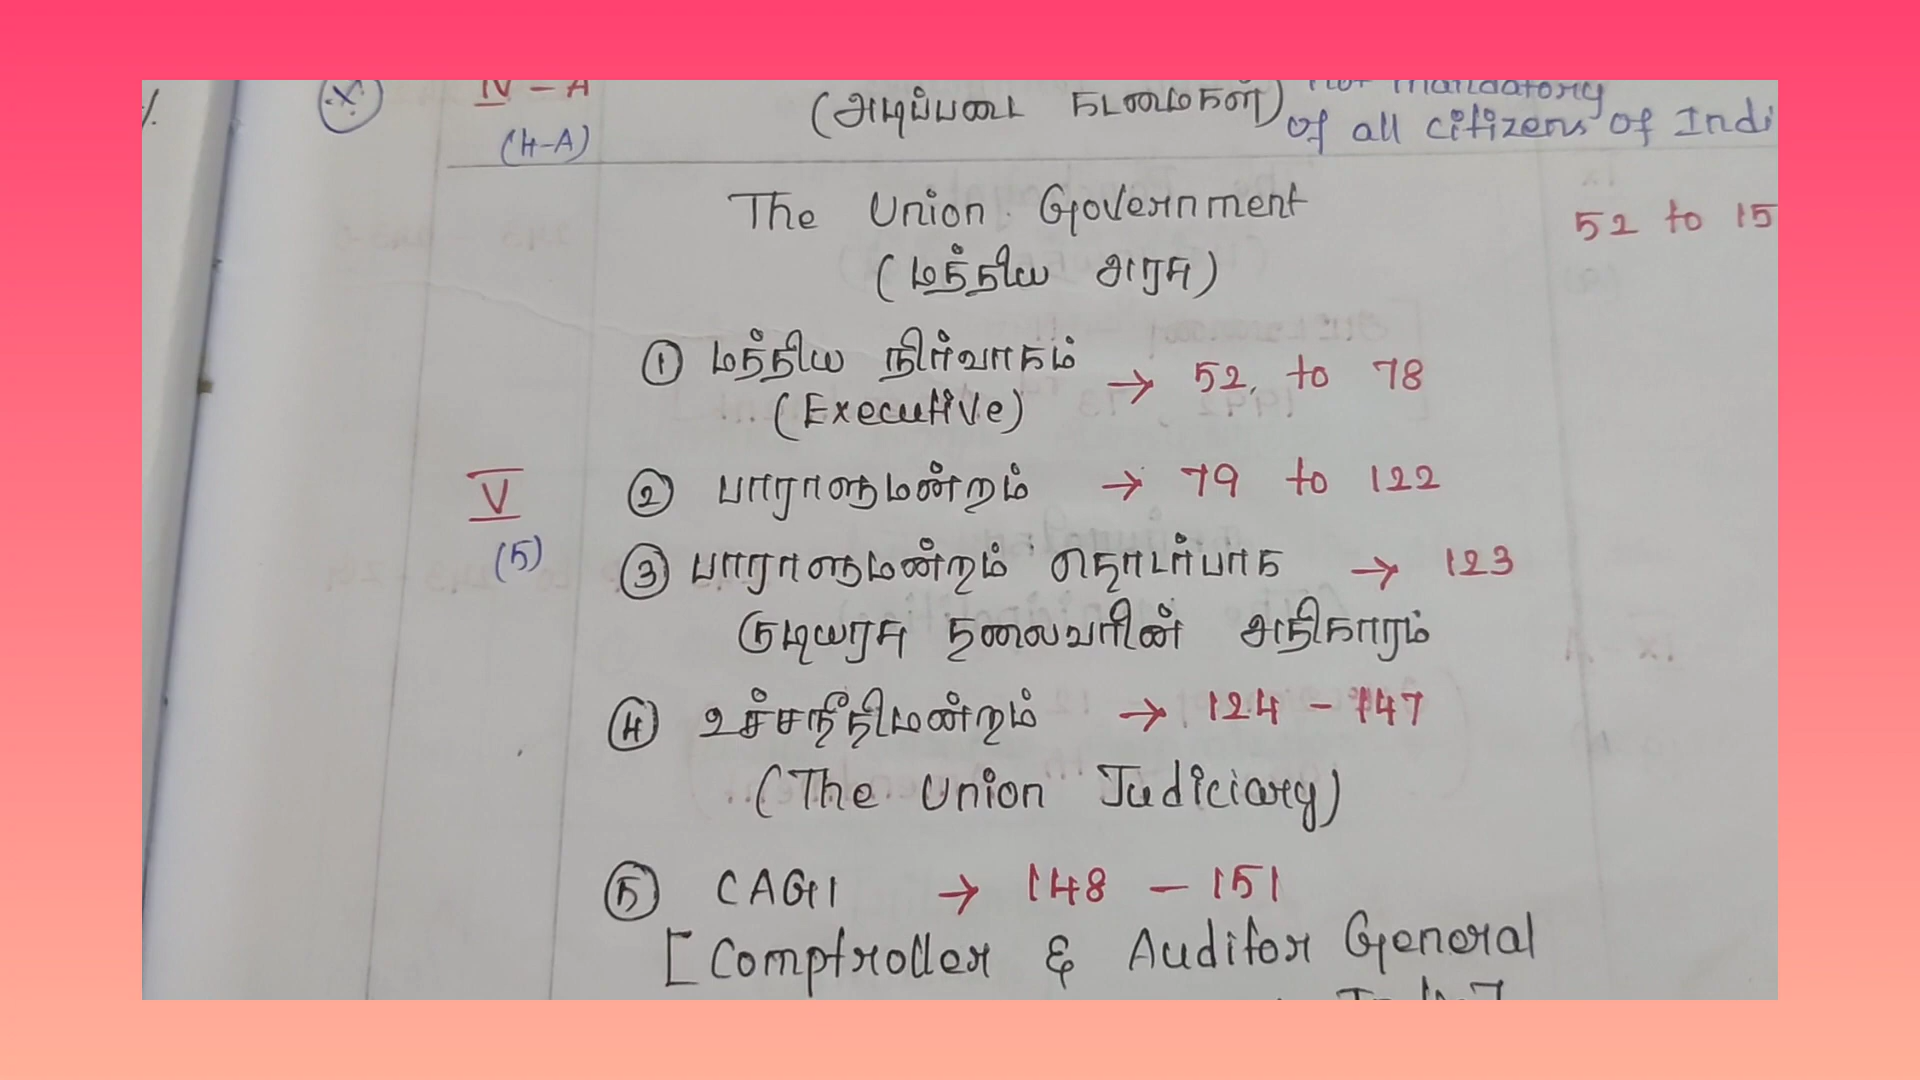 IV - A (அடிப்படை கடமைகள்) not mandatory
(4-A) of all citizens of Indi
The Union Government 52 to 15
(மத்திய அரசு)
① மத்திய நிர்வாகம் → 52 to 78
(Executive)
V ② பாராளுமன்றம் → 79 to 122
(5) ③ பாராளுமன்றம் தொடர்பாக → 123
குடியரசு தலைவரின் அதிகாரம்
④ உச்சநீதிமன்றம் → 124 - 147
(The Union Judiciary)
⑤ CAG → 148 - 151
[Comptroller & Auditor General